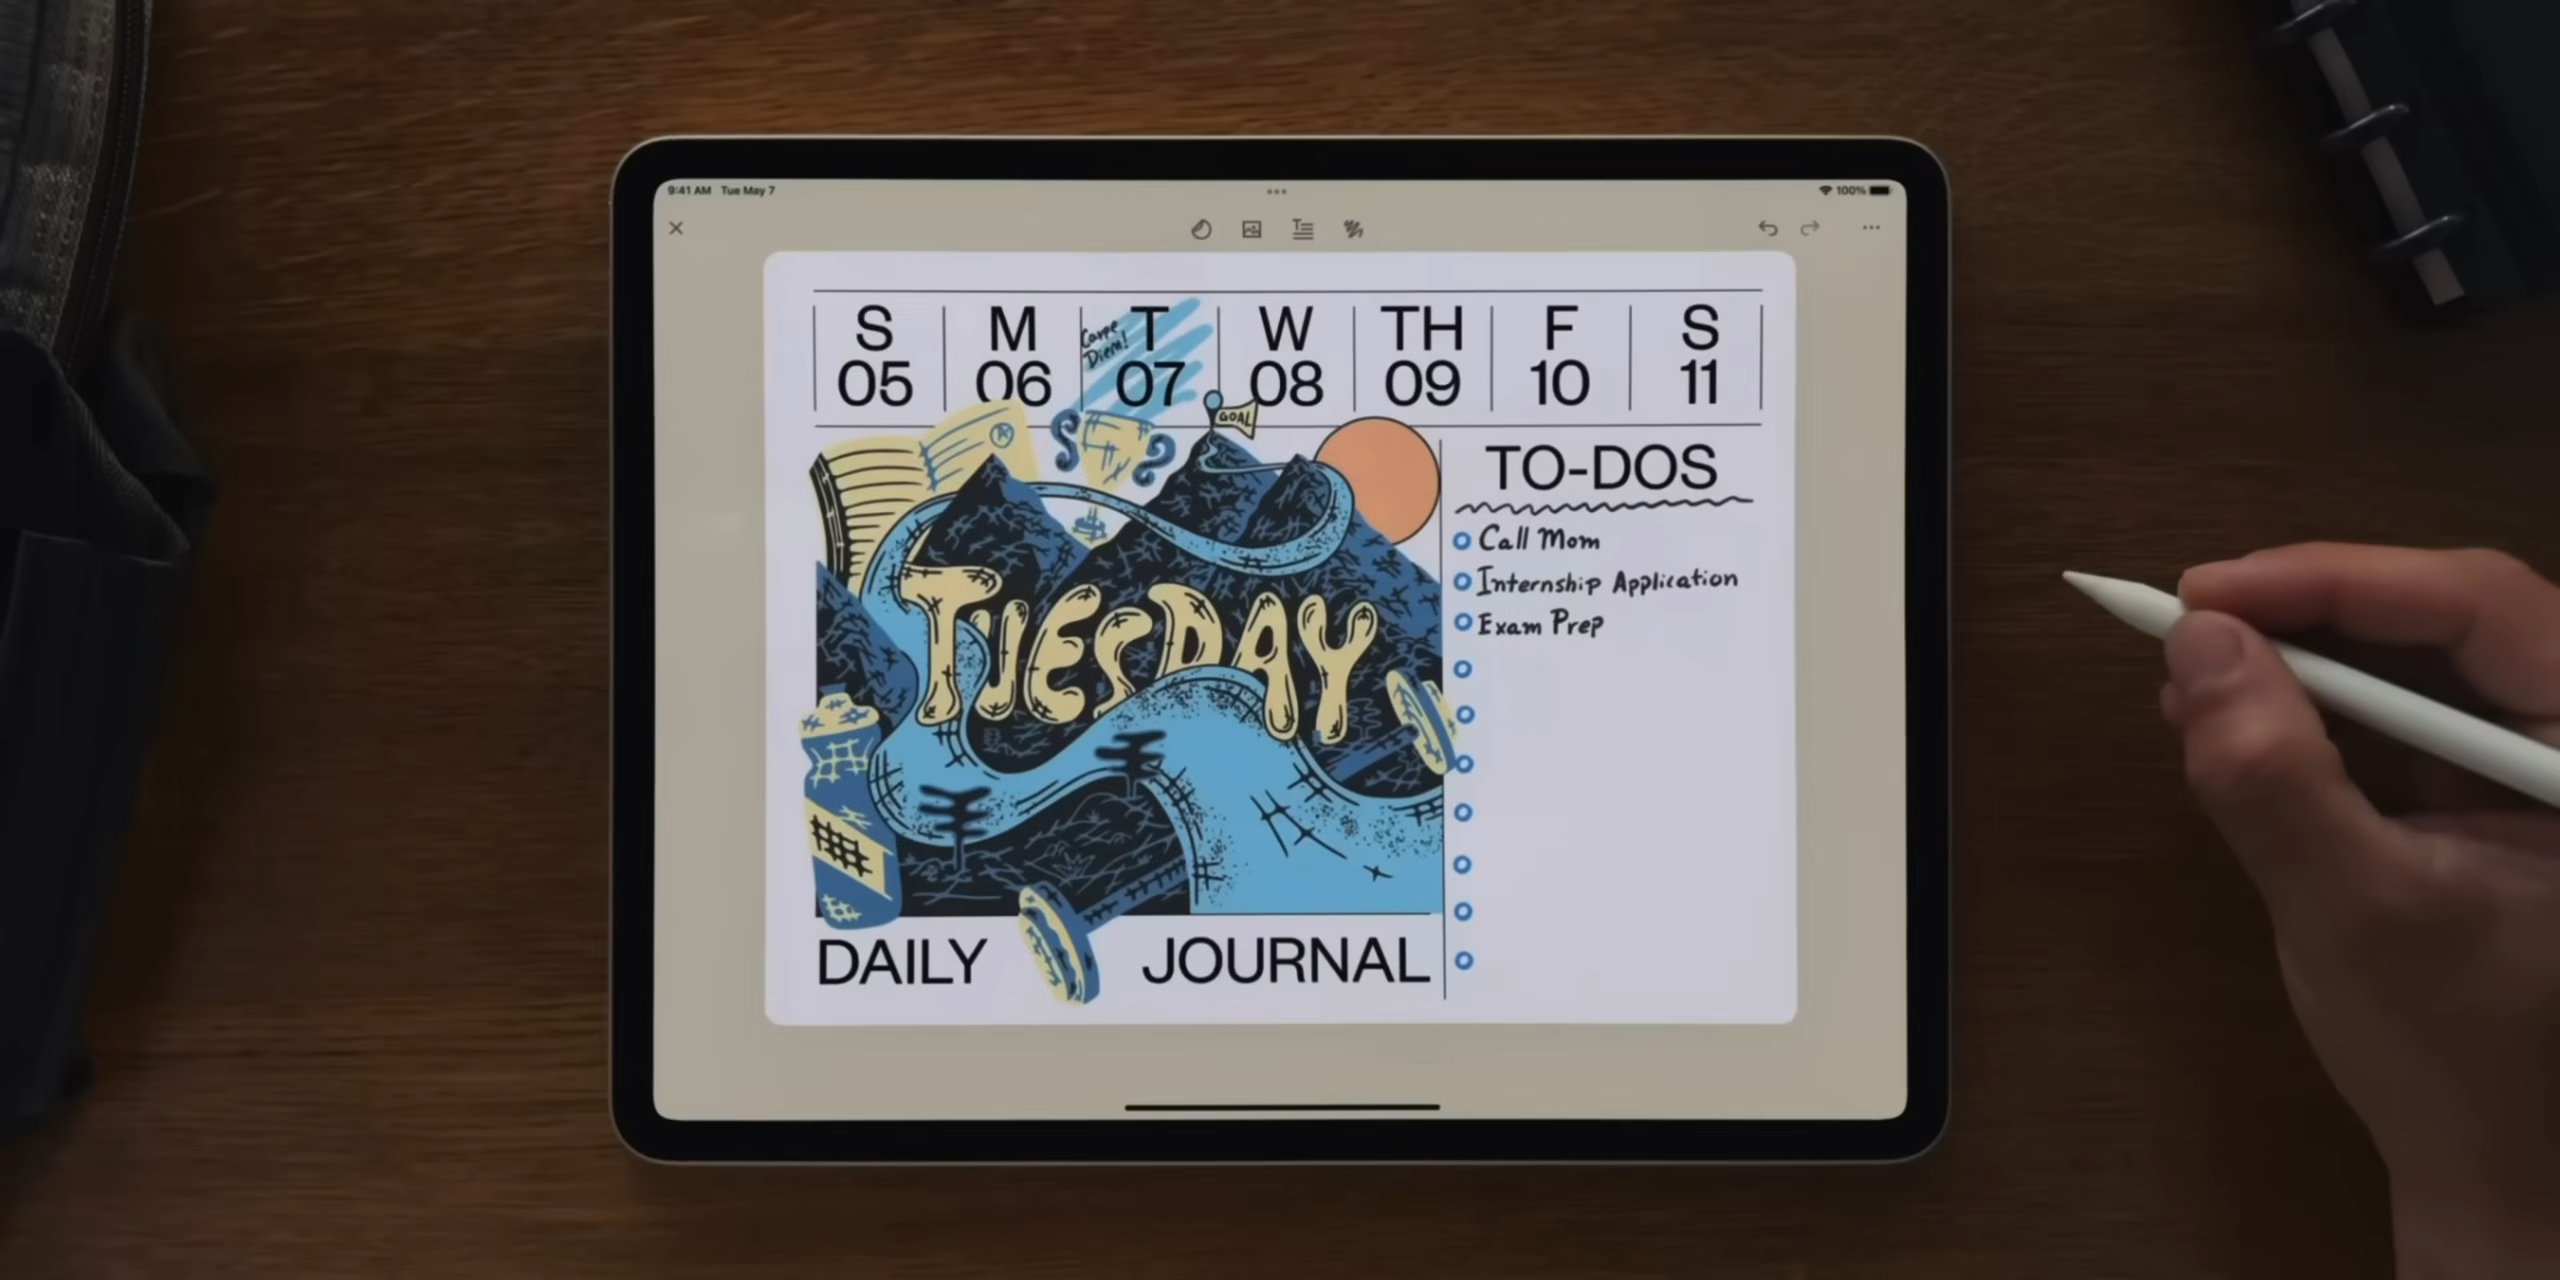 9:41 AM Tue May 7
100%
S M T W TH F S
Carpe
Diem!
05 06 07 08 09 10 11
GOAL
A
TO-DOS
Call Mom
Internship Application
Exam Prep
TUESDAY
DAILY JOURNAL